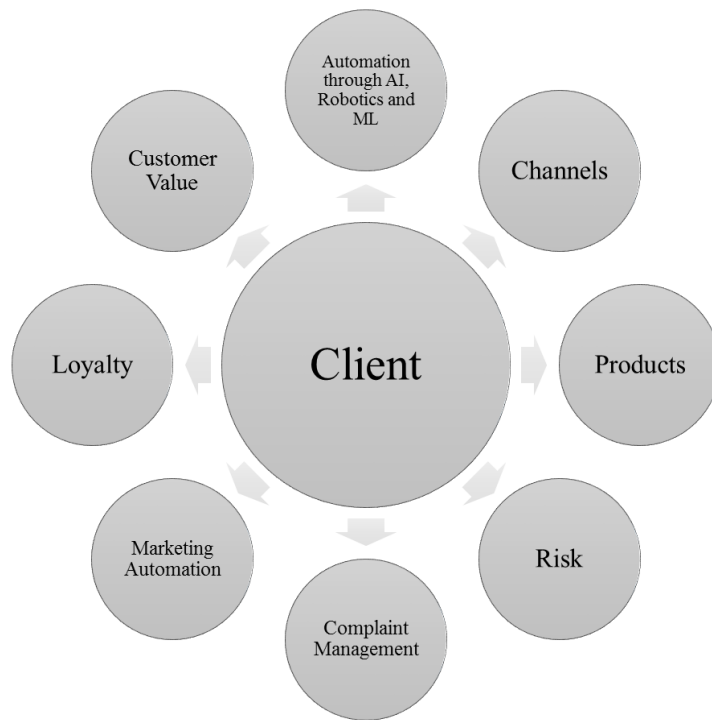 Automation
through AI,
Robotics and
ML
Channels
Products
Risk
Complaint
Management
Marketing
Automation
Loyalty
Customer
Value
Client